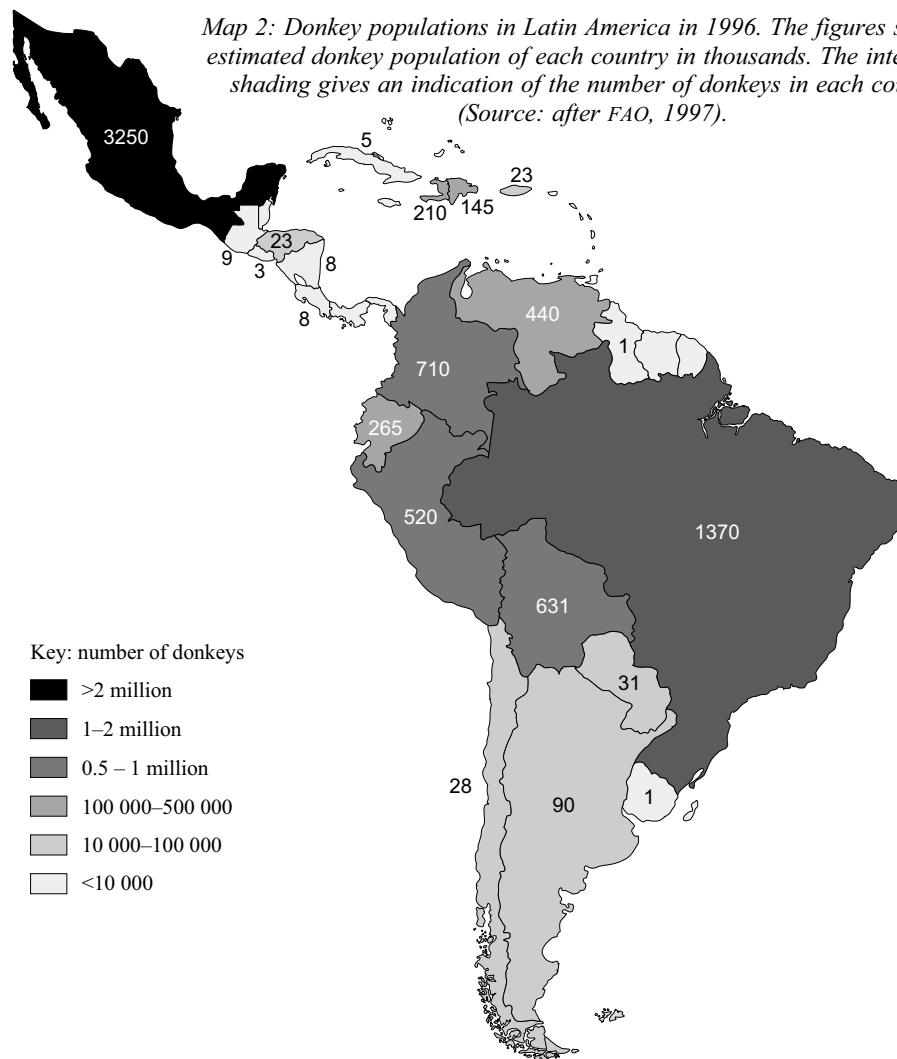 Map 2: Donkey populations in Latin America in 1996. The figures s
estimated donkey population of each country in thousands. The inte
shading gives an indication of the number of donkeys in each co
(Source: after FAO, 1997).
3250
5
23
210
145
23
9
3
8
8
440
1
710
265
520
1370
631
31
28
90
1
Key: number of donkeys
>2 million
1–2 million
0.5 – 1 million
100 000–500 000
10 000–100 000
<10 000